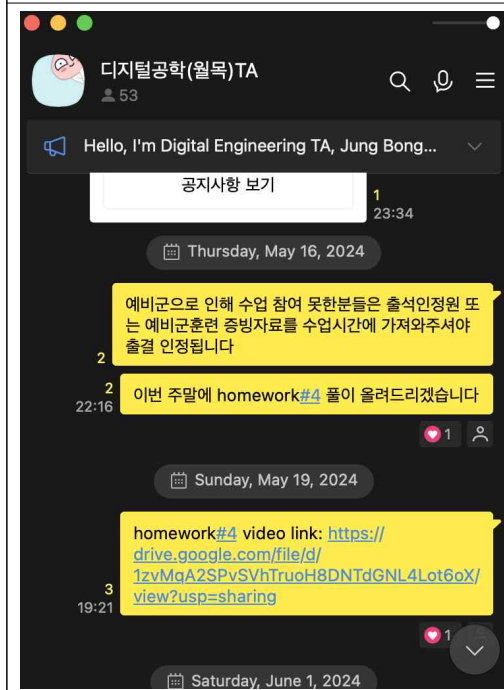 디지털공학(월목)TA
53
Hello, I'm Digital Engineering TA, Jung Bong...
공지사항 보기
1
23:34
Thursday, May 16, 2024
예비군으로 인해 수업 참여 못한분들은 출석인정원 또
는 예비군훈련 증빙자료를 수업시간에 가져와주셔야
출결 인정됩니다
2
2
22:16
이번 주말에 homework#4 풀이 올려드리겠습니다
1
Sunday, May 19, 2024
homework#4 video link: https://
drive.google.com/file/d/
1zvMqA2SPvSVhTruoH8DNTdGNL4Lot6oX/
view?usp=sharing
3
19:21
1
Saturday, June 1, 2024